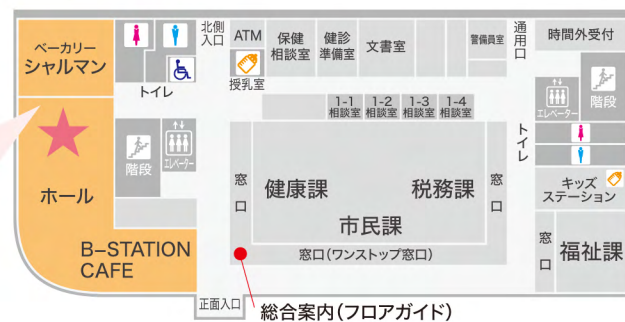 ベーカリー
シャルマン
トイレ
北側
入口
ATM
授乳室
保健
相談室
健診
準備室
文書室
警備員室
通用口
時間外受付
エレベーター
階段
階段
エレベーター
1-1
相談室
1-2
相談室
1-3
相談室
1-4
相談室
トイレ
ホール
窓口
健康課
税務課
窓口
キッズ
ステーション
市民課
窓口(ワンストップ窓口)
B-STATION
CAFE
窓口
福祉課
正面入口
総合案内(フロアガイド)